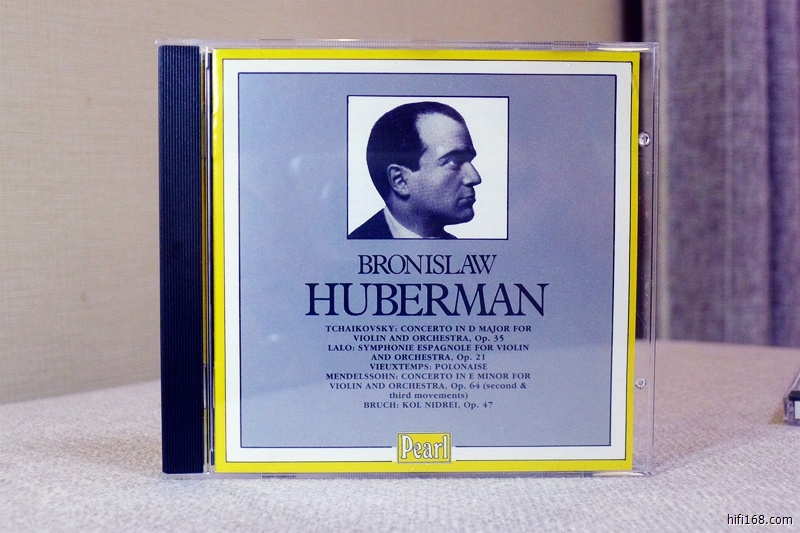 BRONISLAW
HUBERMAN
TCHAIKOVSKY: CONCERTO IN D MAJOR FOR
VIOLIN AND ORCHESTRA, Op. 35
LALO: SYMPHONIE ESPAGNOLE FOR VIOLIN
AND ORCHESTRA, Op. 21
VIEUXTEMPS: POLONAISE
MENDELSSOHN: CONCERTO IN E MINOR FOR
VIOLIN AND ORCHESTRA, Op. 64 (second &
third movements)
BRUCH: KOL NIDREI, Op. 47
Pearl
hifi168.com